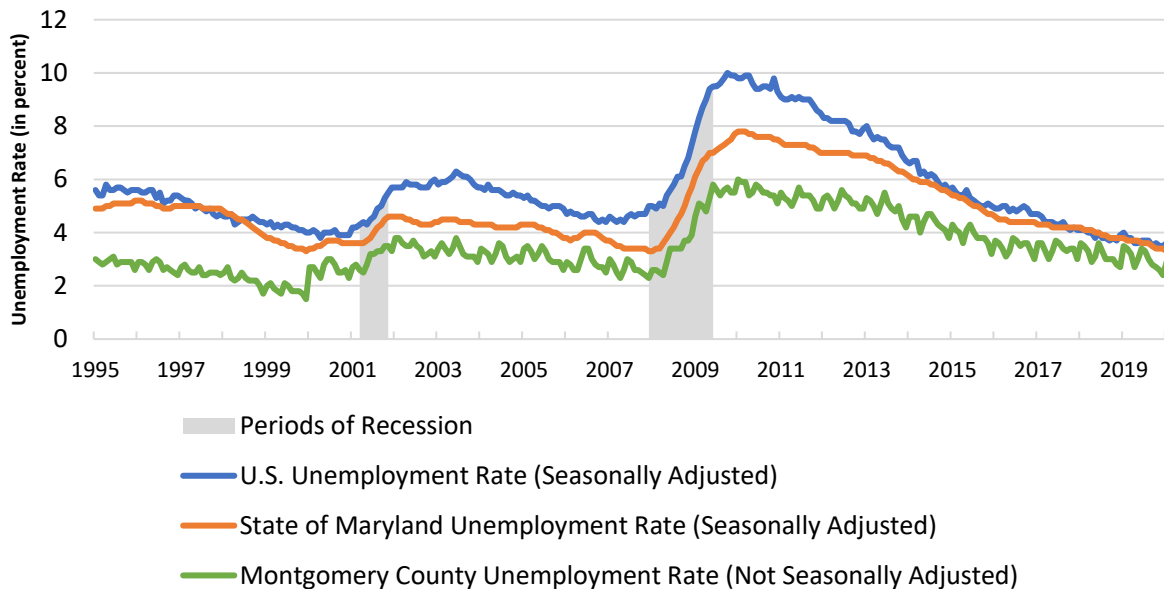 Unemployment Rate (in percent)
12
10
8
6
4
2
0
1995 1997 1999 2001 2003 2005 2007 2009 2011 2013 2015 2017 2019
Periods of Recession
U.S. Unemployment Rate (Seasonally Adjusted)
State of Maryland Unemployment Rate (Seasonally Adjusted)
Montgomery County Unemployment Rate (Not Seasonally Adjusted)